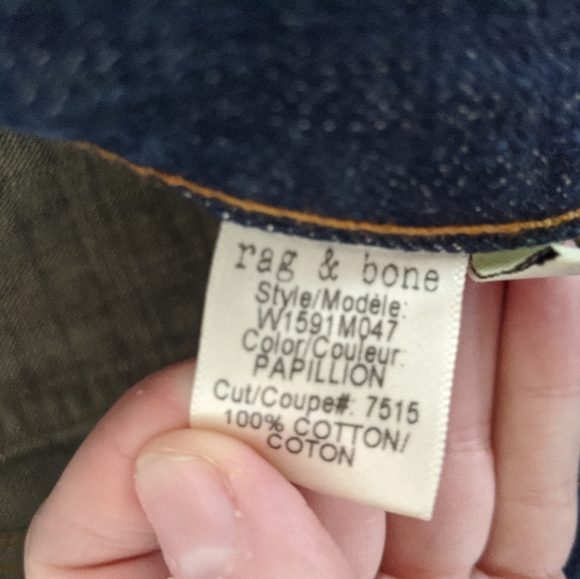 rag & bone
Style/Modèle:
W1591M047
Color/Couleur:
PAPILLION
Cut/Coupe#: 7515
100% COTTON/
COTON